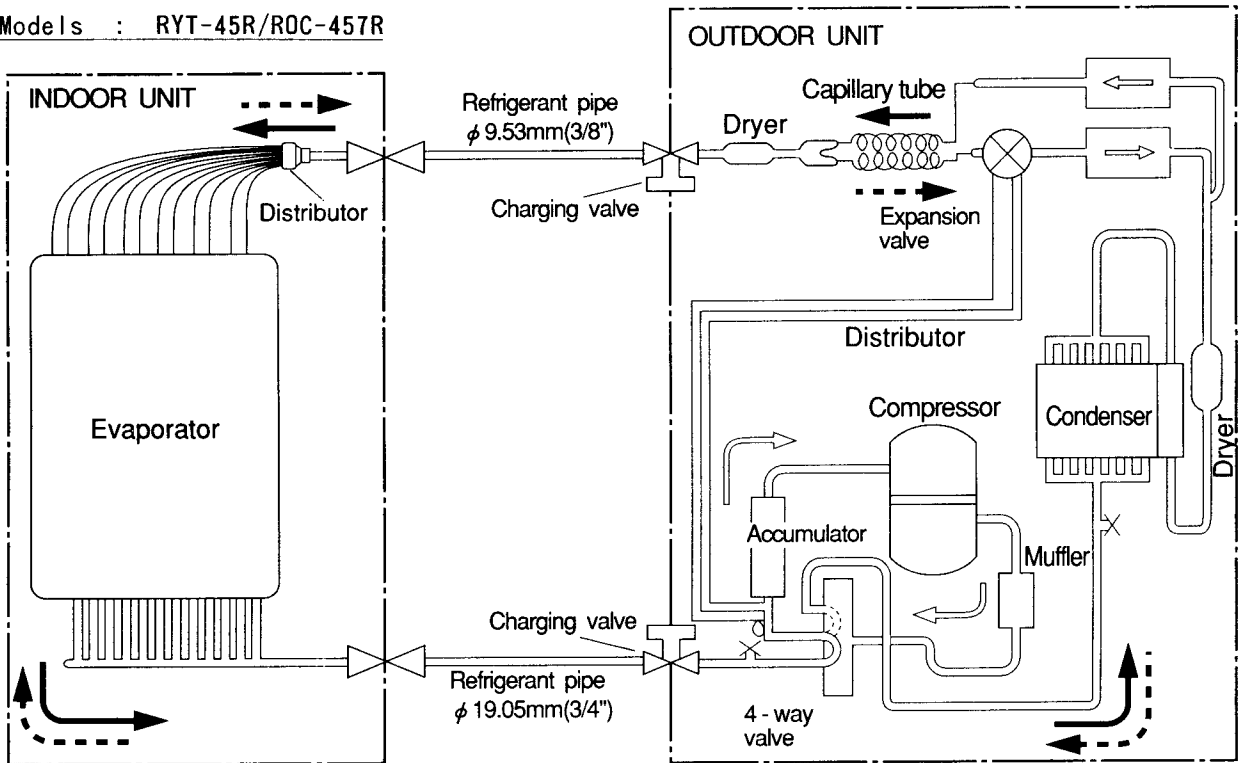 Models : RYT-45R/ROC-457R
OUTDOOR UNIT
INDOOR UNIT
Refrigerant pipe
φ 9.53mm(3/8")
Dryer
Capillary tube
Distributor
Charging valve
Expansion
valve
Distributor
Evaporator
Compressor
Condenser
Dryer
Accumulator
Muffler
Charging valve
Refrigerant pipe
φ 19.05mm(3/4")
4 - way
valve